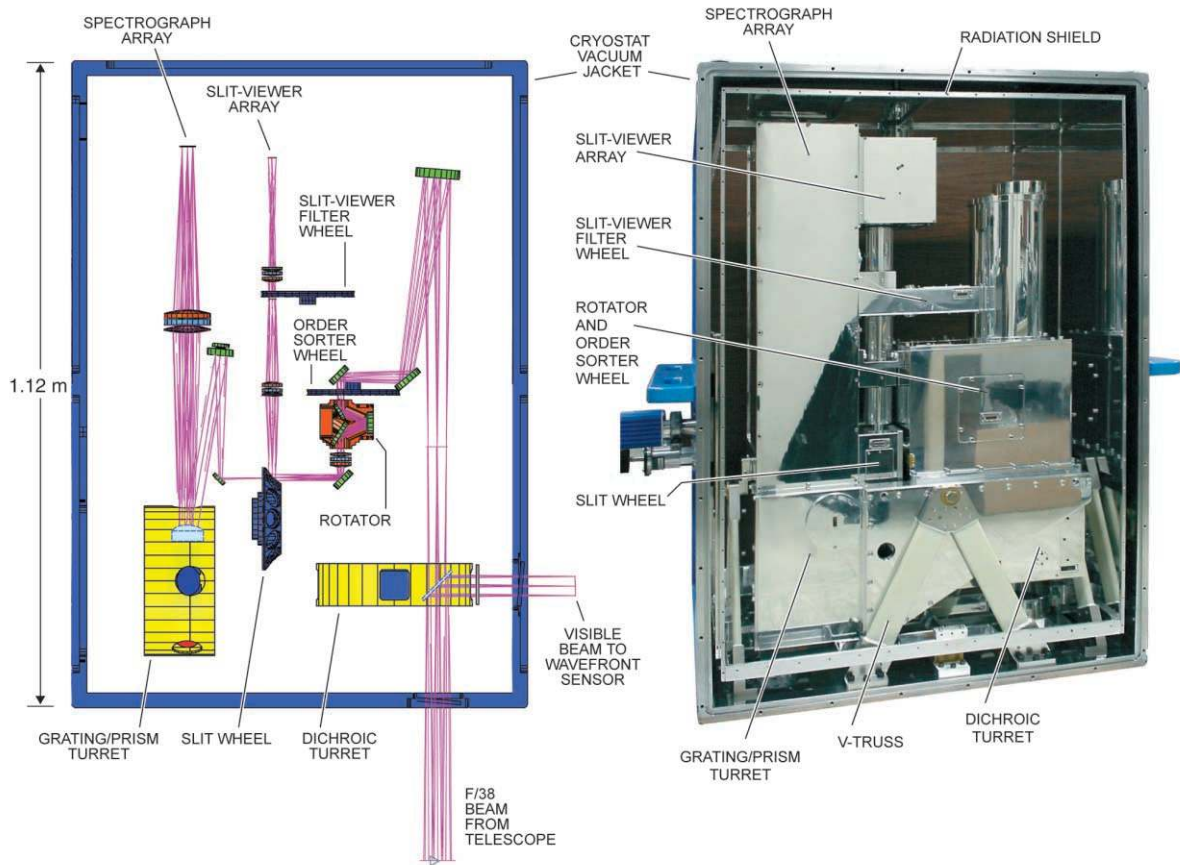 SPECTROGRAPH
ARRAY
SLIT-VIEWER
ARRAY
CRYOSTAT
VACUUM
JACKET
SLIT-VIEWER
FILTER
WHEEL
ORDER
SORTER
WHEEL
1.12 m
ROTATOR
VISIBLE
BEAM TO
WAVEFRONT
SENSOR
GRATING/PRISM
TURRET
SLIT WHEEL
DICHROIC
TURRET
F/38
BEAM
FROM
TELESCOPE
SPECTROGRAPH
ARRAY
RADIATION SHIELD
SLIT-VIEWER
ARRAY
SLIT-VIEWER
FILTER
WHEEL
ROTATOR
AND
ORDER
SORTER
WHEEL
SLIT WHEEL
GRATING/PRISM
TURRET
V-TRUSS
DICHROIC
TURRET